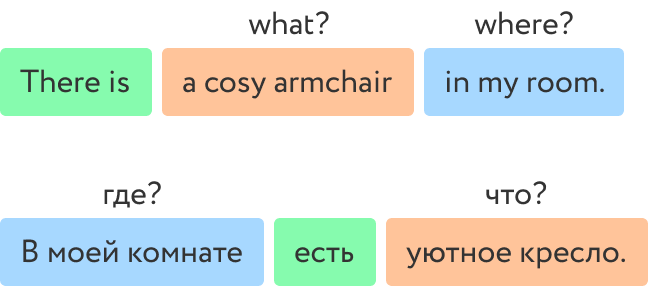 what? where?
There is a cosy armchair in my room.
где? что?
В моей комнате есть уютное кресло.